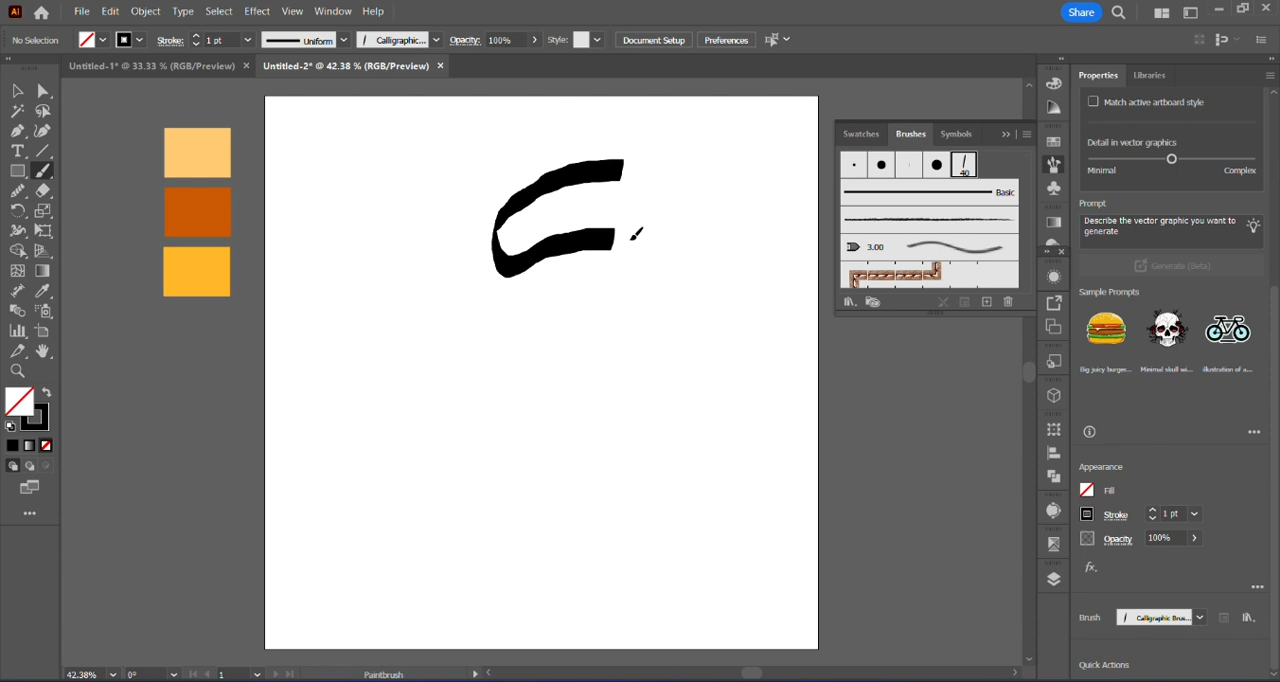 Ai File Edit Object Type Select Effect View Window Help Share
No Selection Stroke: 1 pt Uniform Calligraphic... Opacity: 100% Style: Document Setup Preferences
Untitled-1* @ 33.33 % (RGB/Preview) × Untitled-2* @ 42.38 % (RGB/Preview) ×
Properties Libraries
Match active artboard style
Detail in vector graphics
Minimal Complex
Prompt
Describe the vector graphic you want to
generate
Generate (Beta)
Sample Prompts
Big juicy burger... Minimal skull wi... illustration of a...
Swatches Brushes Symbols
40
Basic
3.00
Appearance
Fill
Stroke 1 pt
Opacity 100%
fx.
Brush Calligraphic Brus...
Quick Actions
42.38% 0° 1 Paintbrush